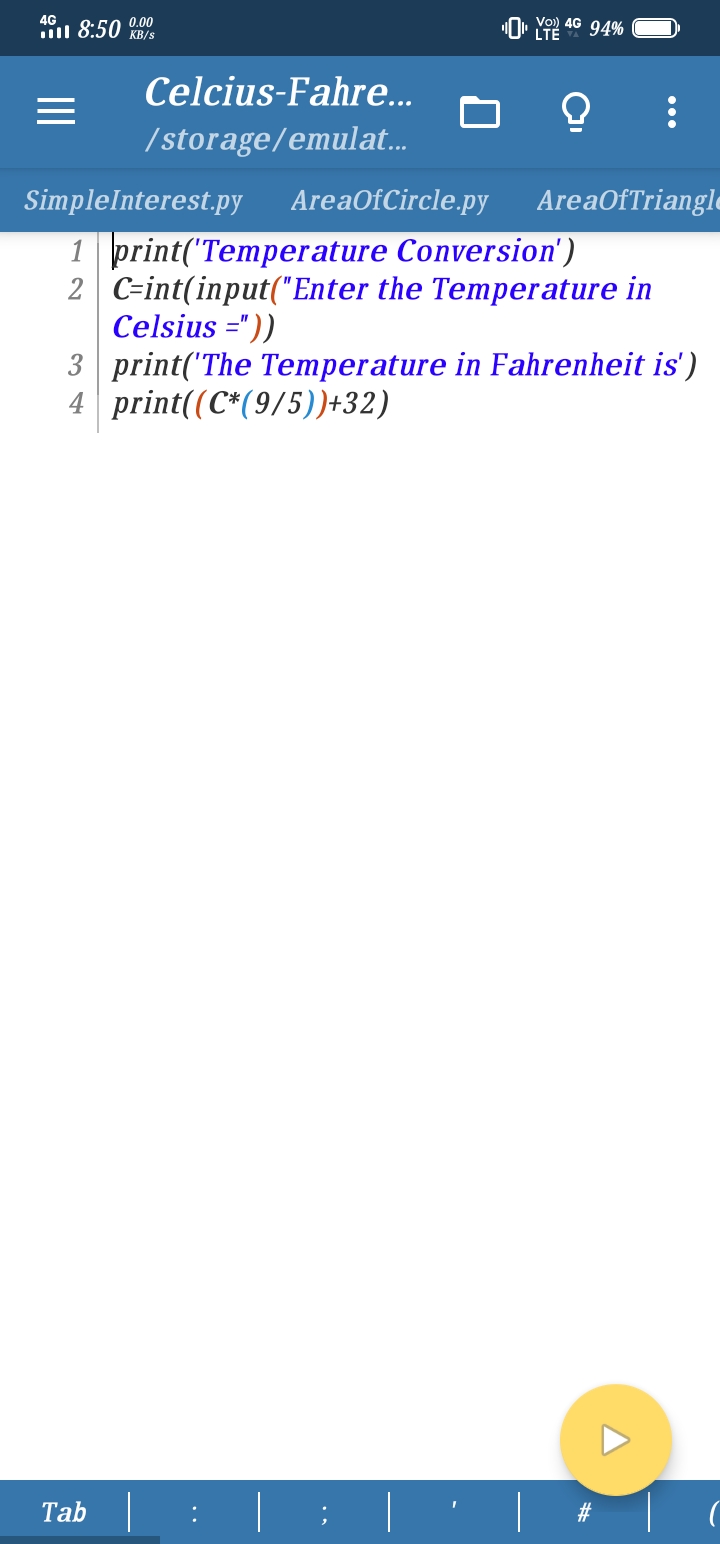 4G 8:50 0.00 KB/s Vo)) LTE 4G 94%
Celcius-Fahre...
/storage/emulat...
SimpleInterest.py AreaOfCircle.py AreaOfTriangle
1 print('Temperature Conversion')
2 C=int(input("Enter the Temperature in
Celsius ="))
3 print('The Temperature in Fahrenheit is')
4 print((C*(9/5))+32)
Tab : ; ' # (